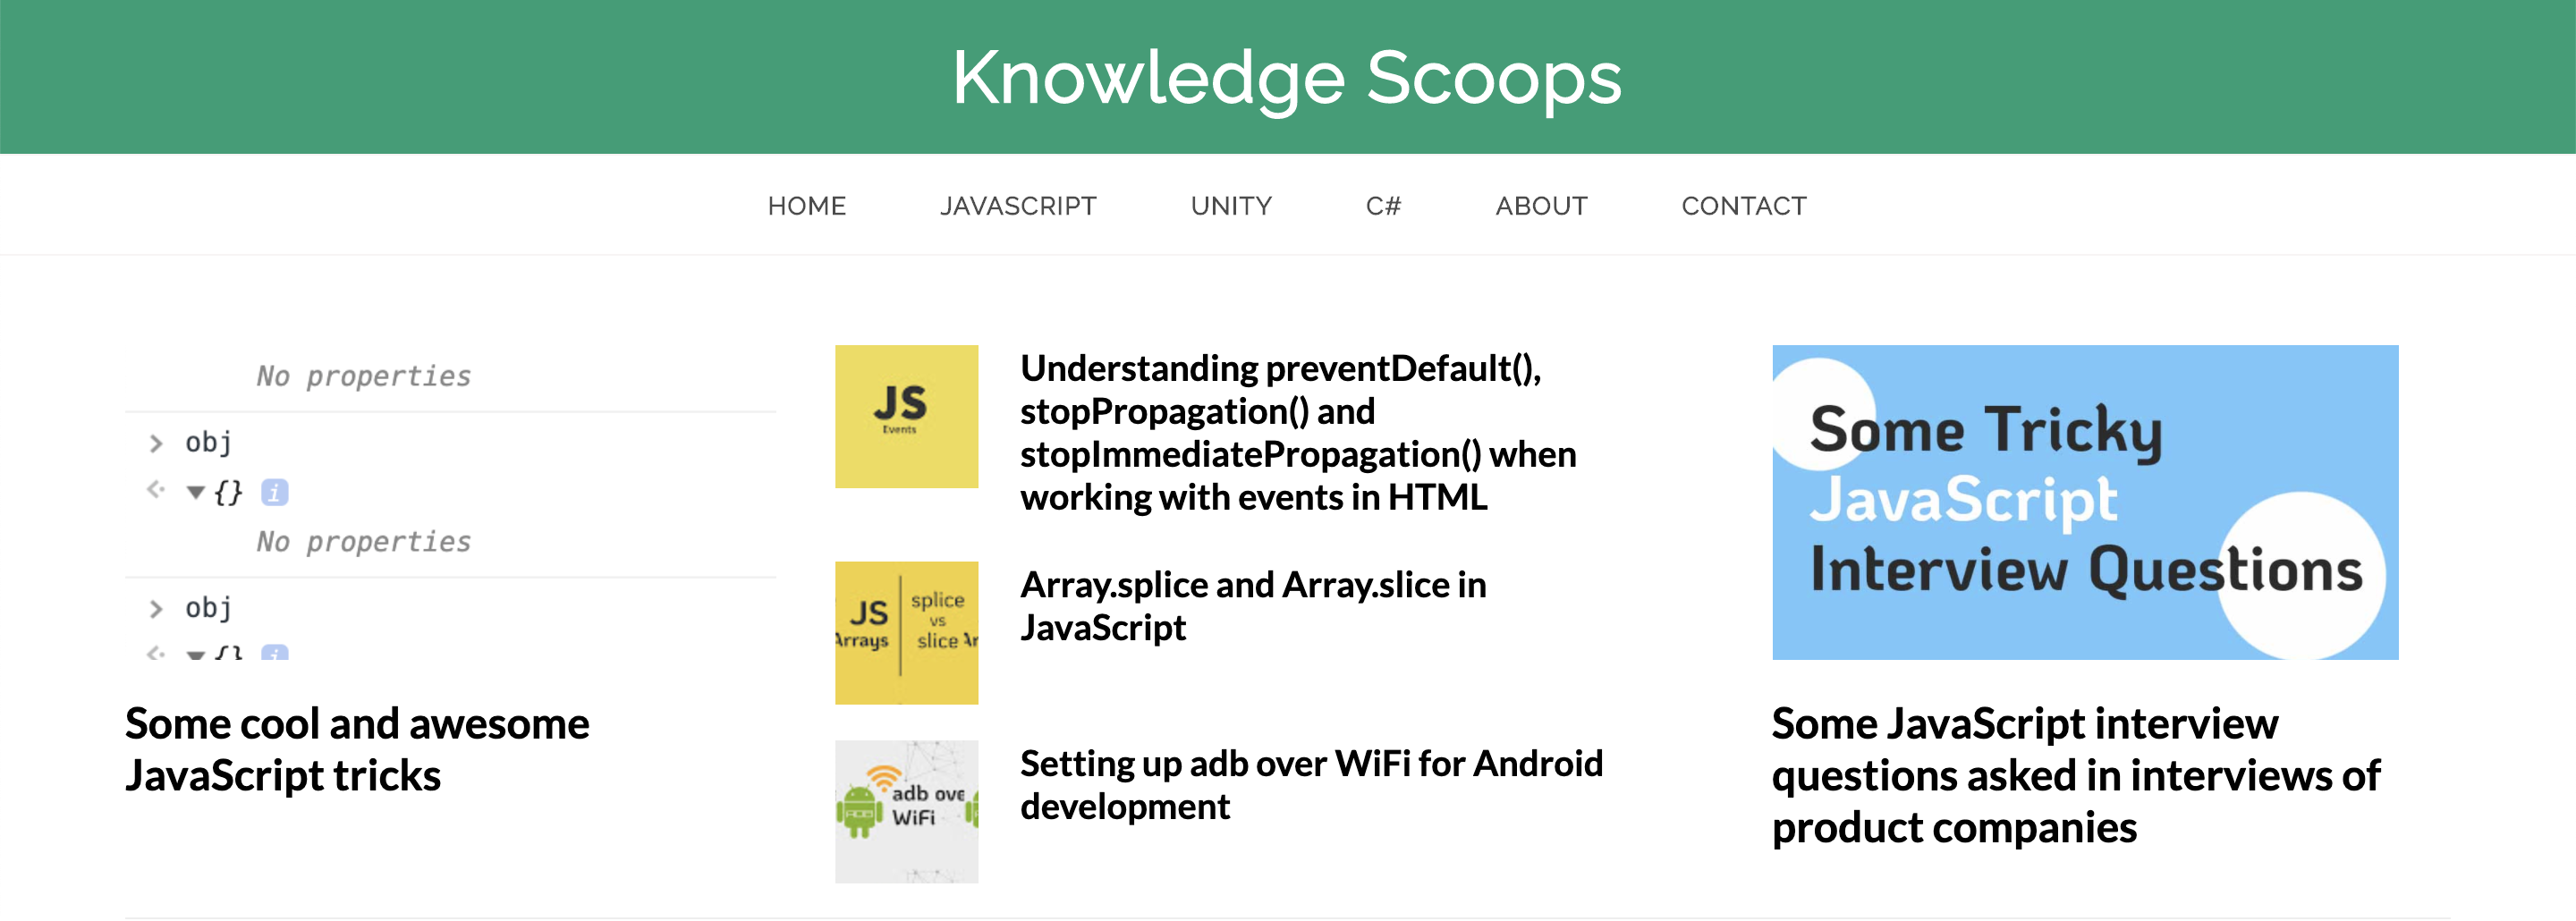 Knowledge Scoops
HOME JAVASCRIPT UNITY C# ABOUT CONTACT
No properties
> obj
{} i
No properties
> obj
{} i
Some cool and awesome
JavaScript tricks
JS
Events
Understanding preventDefault(),
stopPropagation() and
stopImmediatePropagation() when
working with events in HTML
JS
Arrays
splice
vs
slice Ar
Array.splice and Array.slice in
JavaScript
ADB
adb ove
WiFi
Setting up adb over WiFi for Android
development
Some Tricky
JavaScript
Interview Questions
Some JavaScript interview
questions asked in interviews of
product companies